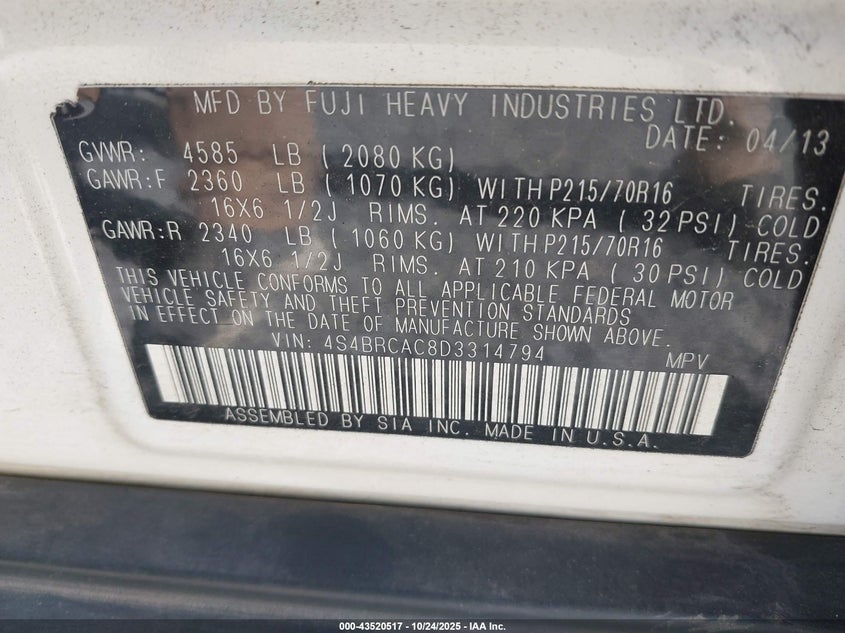 MFD BY FUJI HEAVY INDUSTRIES LTD.
DATE: 04/13
GVWR: 4585 LB ( 2080 KG)
GAWR:F 2360 LB ( 1070 KG) WITH P215/70R16 TIRES.
16X6 1/2J RIMS. AT 220 KPA ( 32 PSI) COLD
GAWR:R 2340 LB ( 1060 KG) WITH P215/70R16 TIRES.
16X6 1/2J RIMS. AT 210 KPA ( 30 PSI) COLD
THIS VEHICLE CONFORMS TO ALL APPLICABLE FEDERAL MOTOR
VEHICLE SAFETY AND THEFT PREVENTION STANDARDS
IN EFFECT ON THE DATE OF MANUFACTURE SHOWN ABOVE.
VIN: 4S4BRCAC8D3314794 MPV
ASSEMBLED BY SIA INC. MADE IN U.S.A.
000-43520517 - 10/24/2025 - IAA Inc.